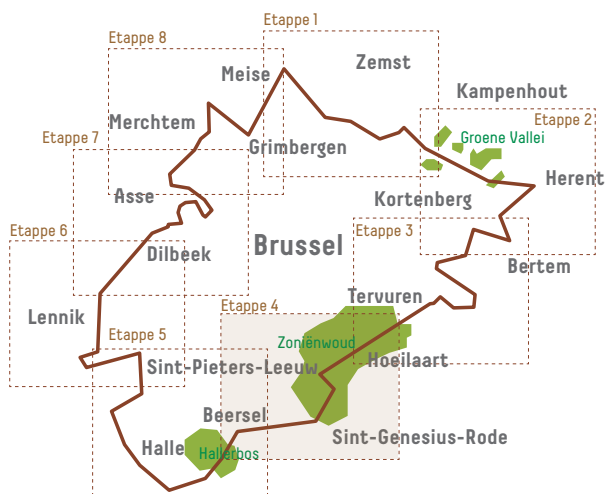 Etappe 1
Etappe 8
Zemst
Meise
Kampenhout
Etappe 2
Merchtem
Groene Vallei
Etappe 7
Grimbergen
Herent
Asse
Kortenberg
Etappe 6
Etappe 3
Brussel
Dilbeek
Bertem
Tervuren
Etappe 4
Lennik
Etappe 5
Zoniënwoud
Hoeilaart
Sint-Pieters-Leeuw
Beersel
Sint-Genesius-Rode
Halle
Hallerbos